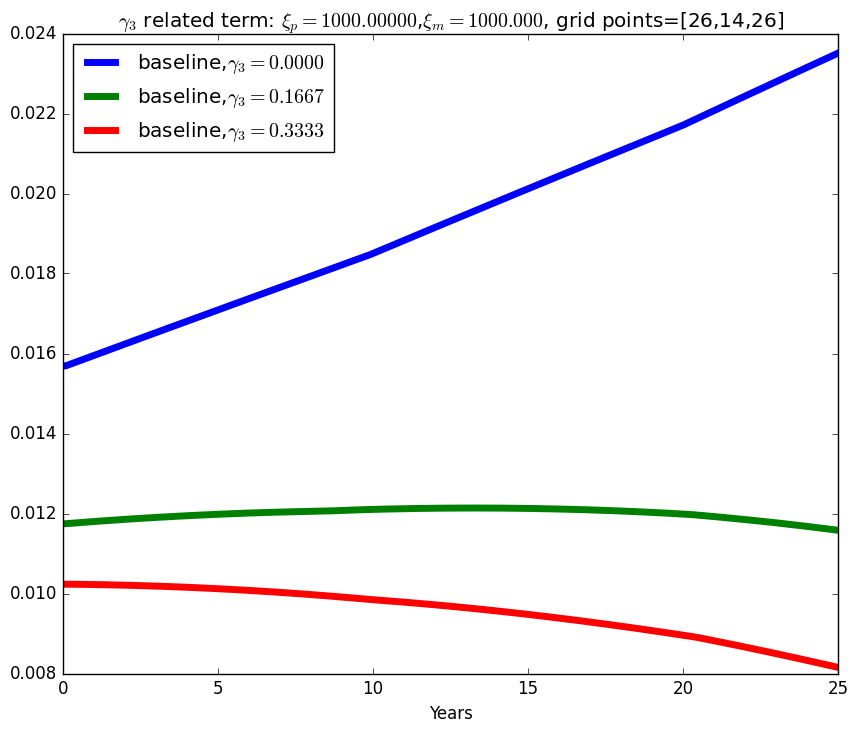 γ₃ related term: ξₚ = 1000.00000,ξₘ = 1000.000, grid points=[26,14,26]
baseline,γ₃ = 0.0000
baseline,γ₃ = 0.1667
baseline,γ₃ = 0.3333
0.024
0.022
0.020
0.018
0.016
0.014
0.012
0.010
0.008
0 5 10 15 20 25
Years